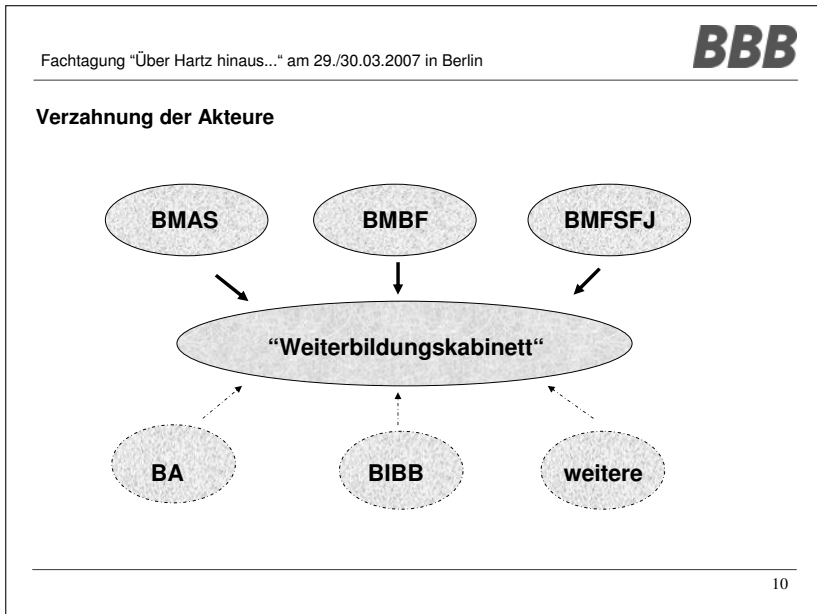 BBB
Fachtagung “Über Hartz hinaus...“ am 29./30.03.2007 in Berlin
Verzahnung der Akteure
BMAS BMBF BMFSFJ
“Weiterbildungskabinett“
BA BIBB weitere
10